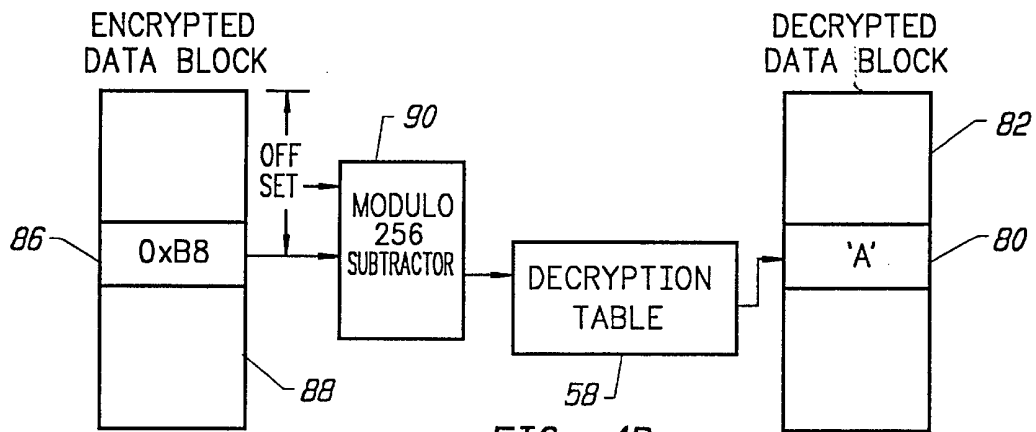 ENCRYPTED
DATA BLOCK
DECRYPTED
DATA BLOCK
90
82
OFF
SET
MODULO
256
SUBTRACTOR
86
0xB8
'A'
80
DECRYPTION
TABLE
88
58